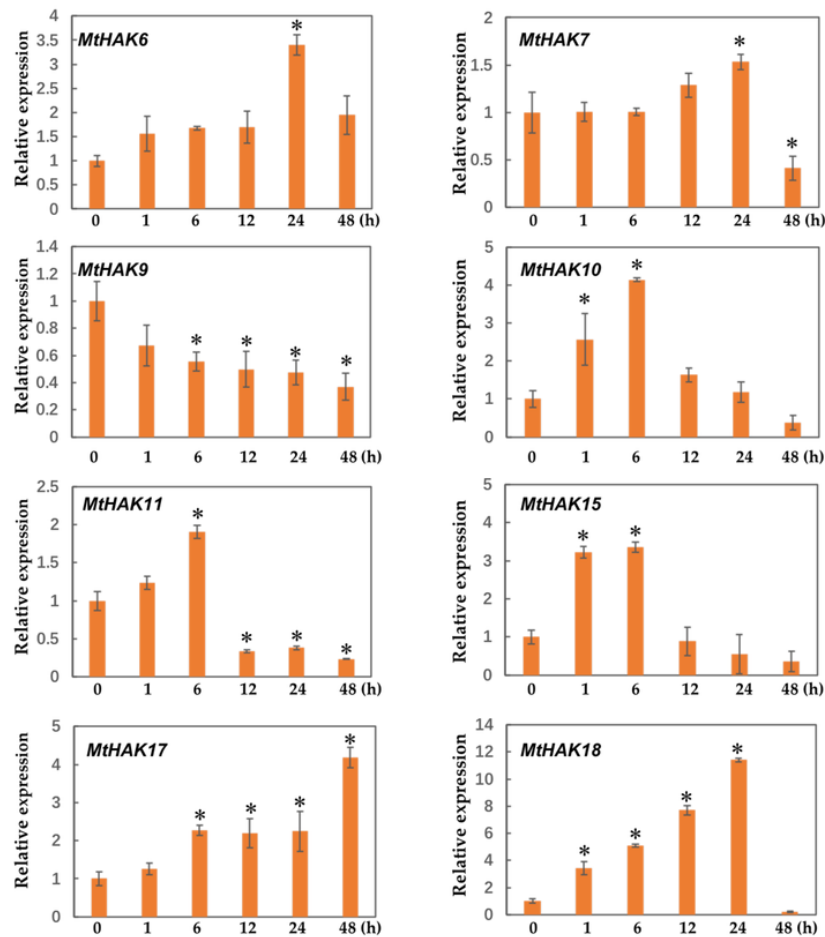 MtHAK6
Relative expression
4
3.5
3
2.5
2
1.5
1
0.5
0
*
0 1 6 12 24 48 (h)
MtHAK7
Relative expression
2
1.5
1
0.5
0
*
*
0 1 6 12 24 48 (h)
MtHAK9
Relative expression
1.4
1.2
1
0.8
0.6
0.4
0.2
0
* * * *
0 1 6 12 24 48 (h)
MtHAK10
Relative expression
5
4
3
2
1
0
* *
0 1 6 12 24 48 (h)
MtHAK11
Relative expression
2.5
2
1.5
1
0.5
0
* * * *
0 1 6 12 24 48 (h)
MtHAK15
Relative expression
5
4
3
2
1
0
* *
0 1 6 12 24 48 (h)
MtHAK17
Relative expression
5
4
3
2
1
0
* * * *
0 1 6 12 24 48 (h)
MtHAK18
Relative expression
14
12
10
8
6
4
2
0
* * * *
0 1 6 12 24 48 (h)